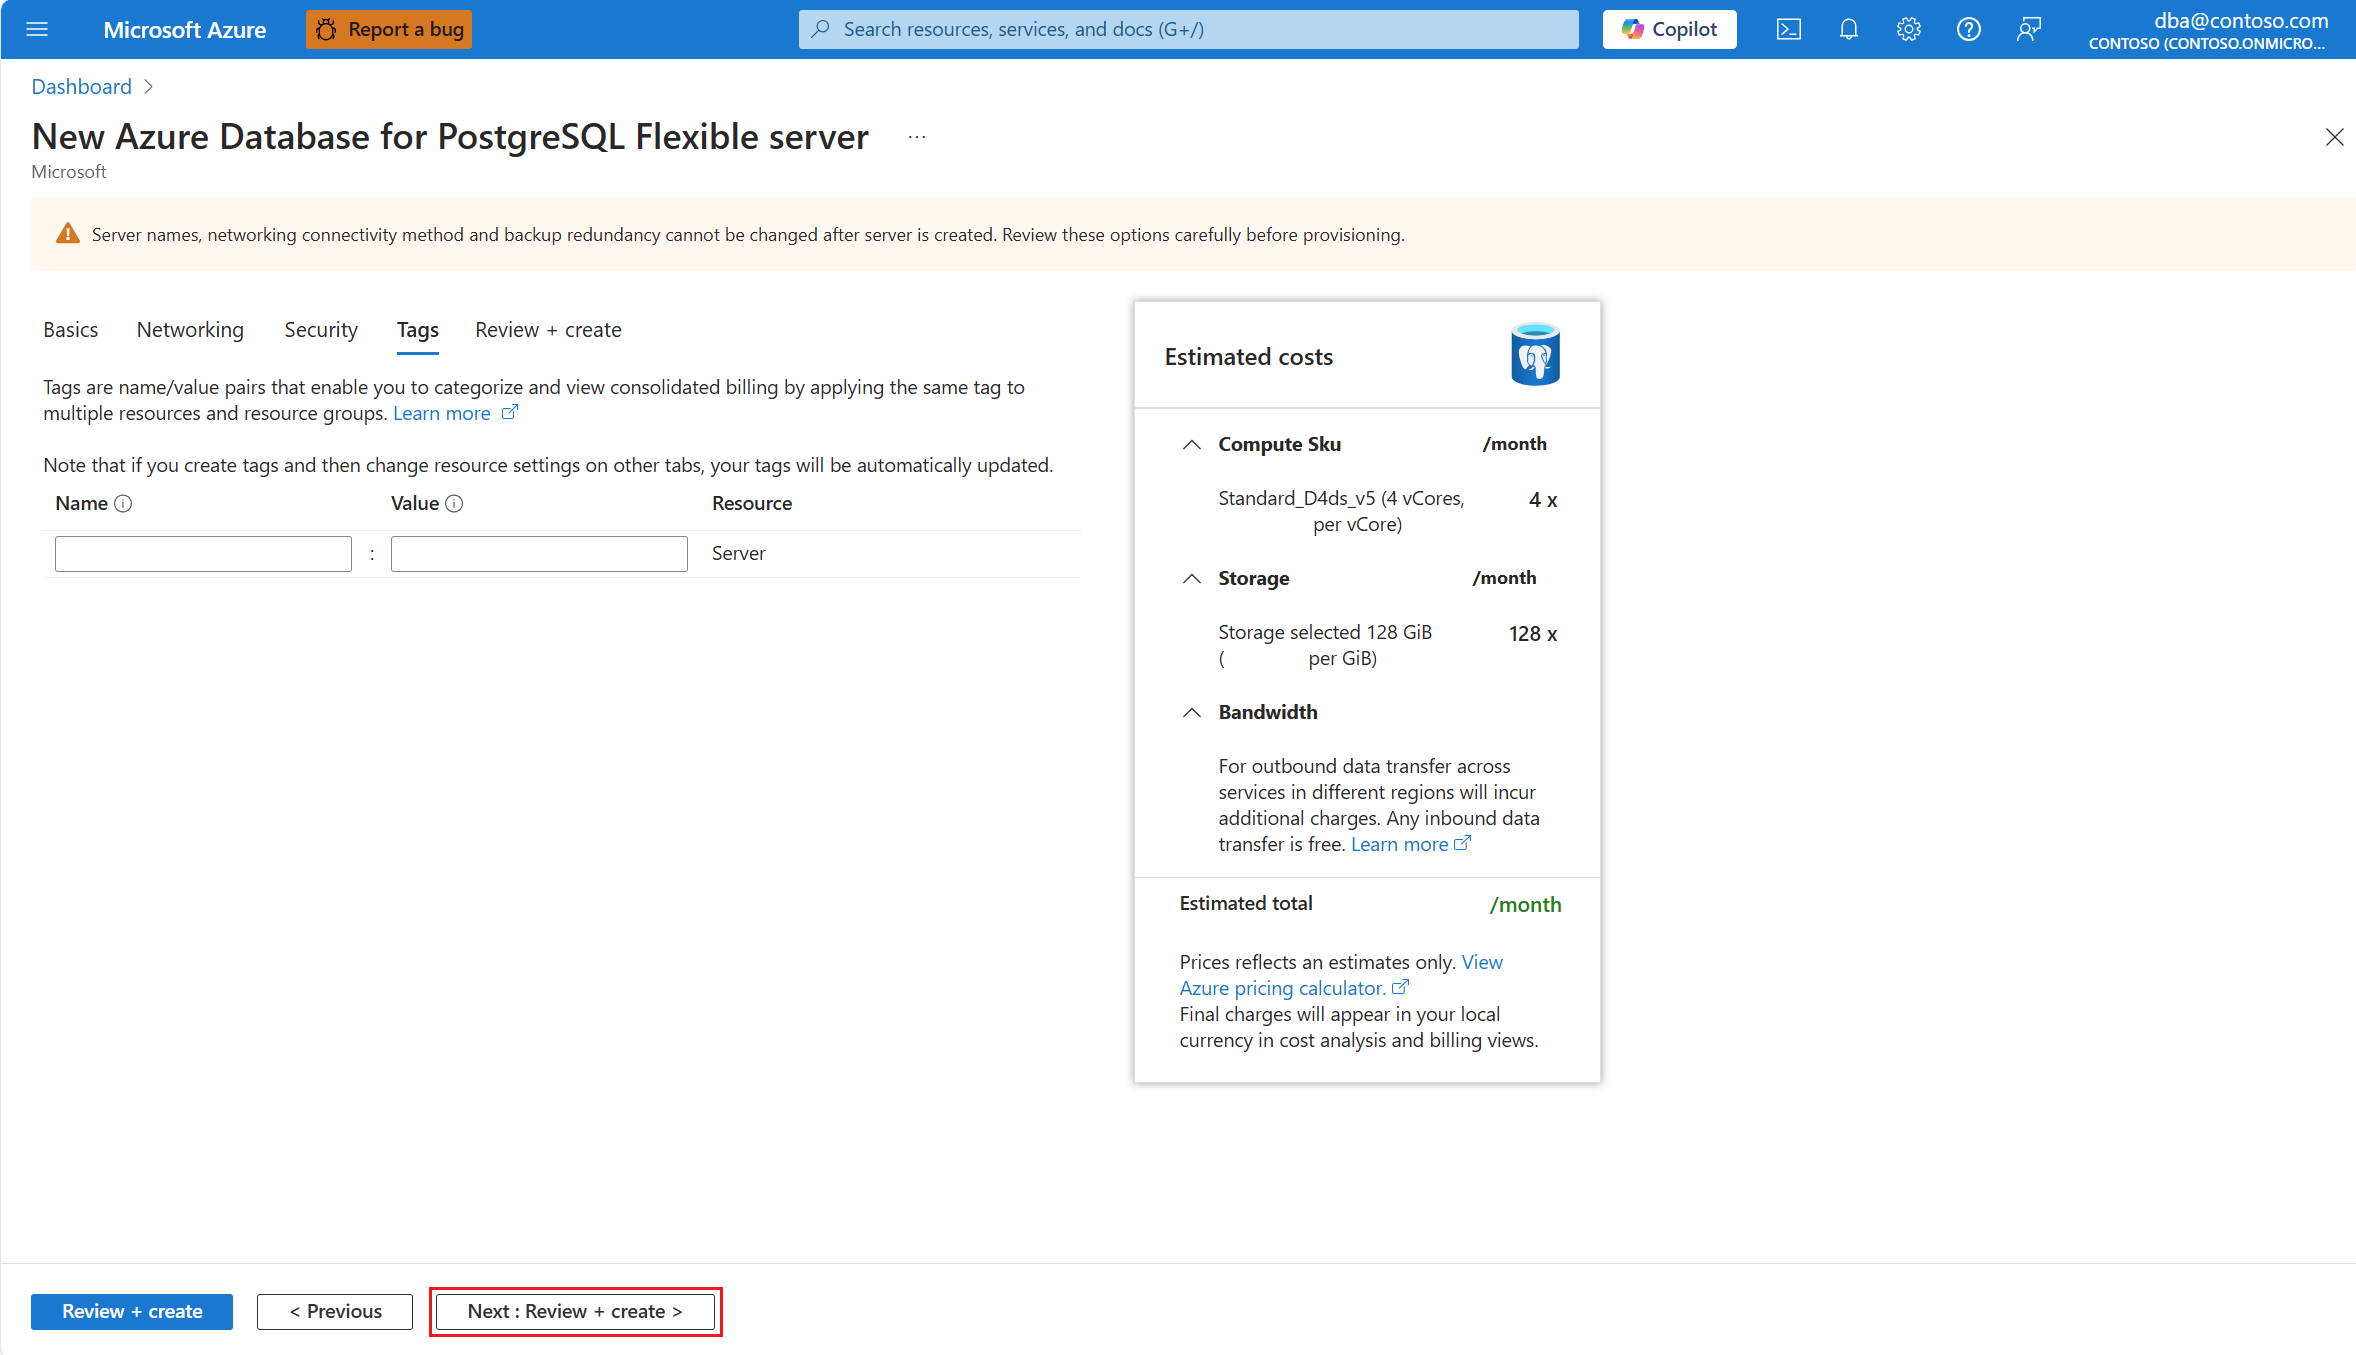 Microsoft Azure
Report a bug
Search resources, services, and docs (G+/)
Copilot
dba@contoso.com
CONTOSO (CONTOSO.ONMICRO...
Dashboard
New Azure Database for PostgreSQL Flexible server
...
Microsoft
Server names, networking connectivity method and backup redundancy cannot be changed after server is created. Review these options carefully before provisioning.
Basics
Networking
Security
Tags
Review + create
Tags are name/value pairs that enable you to categorize and view consolidated billing by applying the same tag to
multiple resources and resource groups. Learn more
Note that if you create tags and then change resource settings on other tabs, your tags will be automatically updated.
Name
Value
Resource
:
Server
Estimated costs
Compute Sku /month
Standard_D4ds_v5 (4 vCores, 4 x
per vCore)
Storage /month
Storage selected 128 GiB 128 x
( per GiB)
Bandwidth
For outbound data transfer across
services in different regions will incur
additional charges. Any inbound data
transfer is free. Learn more
Estimated total /month
Prices reflects an estimates only. View
Azure pricing calculator.
Final charges will appear in your local
currency in cost analysis and billing views.
Review + create
< Previous
Next : Review + create >